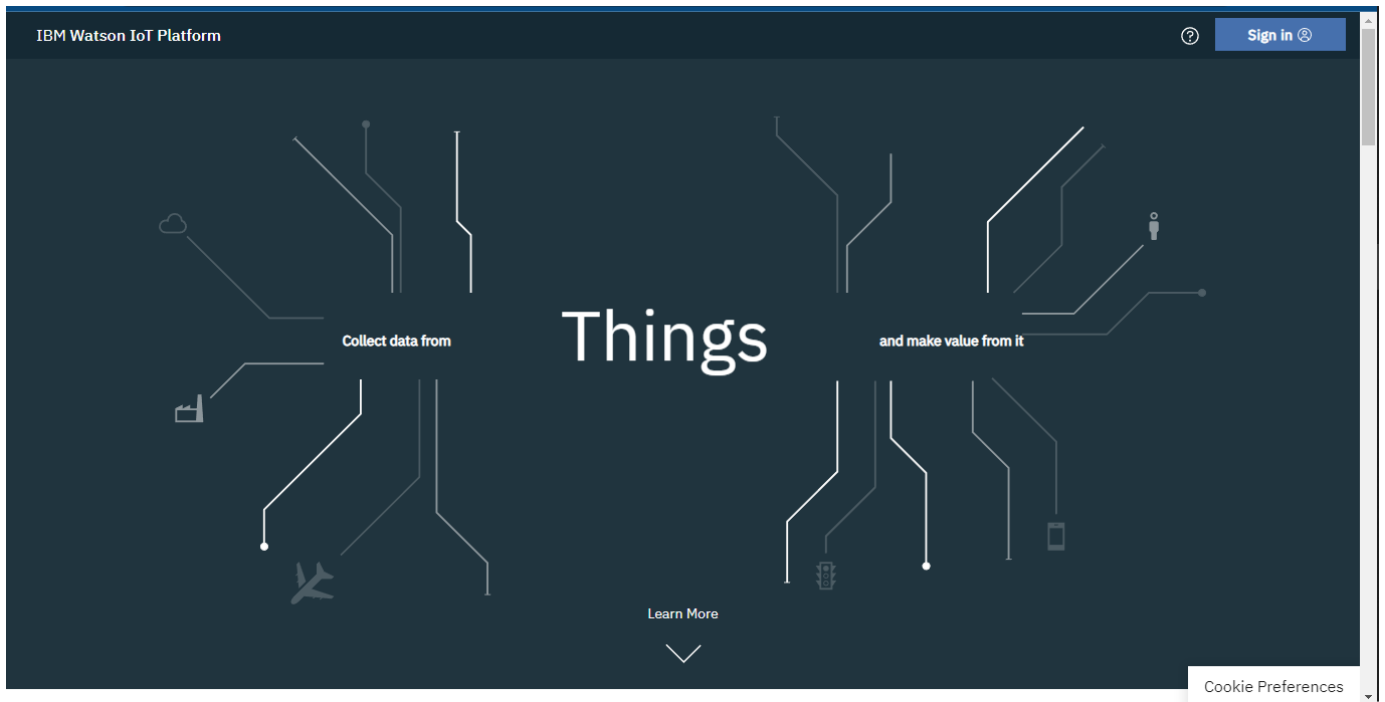 IBM Watson IoT Platform
Sign in
Collect data from
Things
and make value from it
Learn More
Cookie Preferences